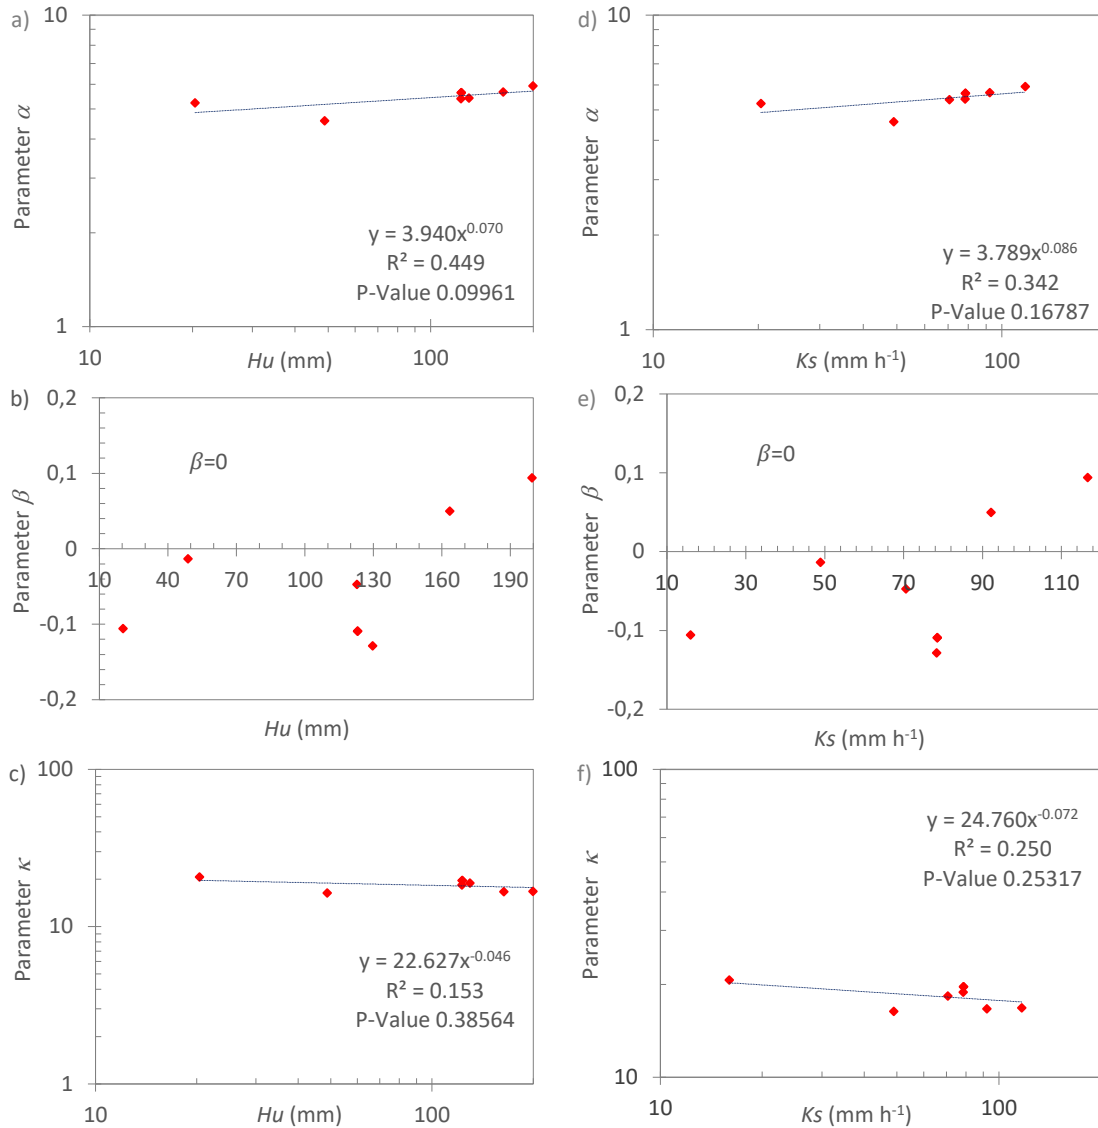 a)
10
Parameter α
y = 3.940x^0.070
R² = 0.449
P-Value 0.09961
1
10
100
Hu (mm)
d)
10
Parameter α
y = 3.789x^0.086
R² = 0.342
P-Value 0.16787
1
10
100
Ks (mm h⁻¹)
b)
0,2
0,1
0
-0,1
-0,2
Parameter β
β=0
10 40 70 100 130 160 190
Hu (mm)
e)
0,2
0,1
0
-0,1
-0,2
Parameter β
β=0
10 30 50 70 90 110
Ks (mm h⁻¹)
c)
100
10
1
Parameter κ
y = 22.627x^-0.046
R² = 0.153
P-Value 0.38564
10
100
Hu (mm)
f)
100
10
Parameter κ
y = 24.760x^-0.072
R² = 0.250
P-Value 0.25317
10
100
Ks (mm h⁻¹)